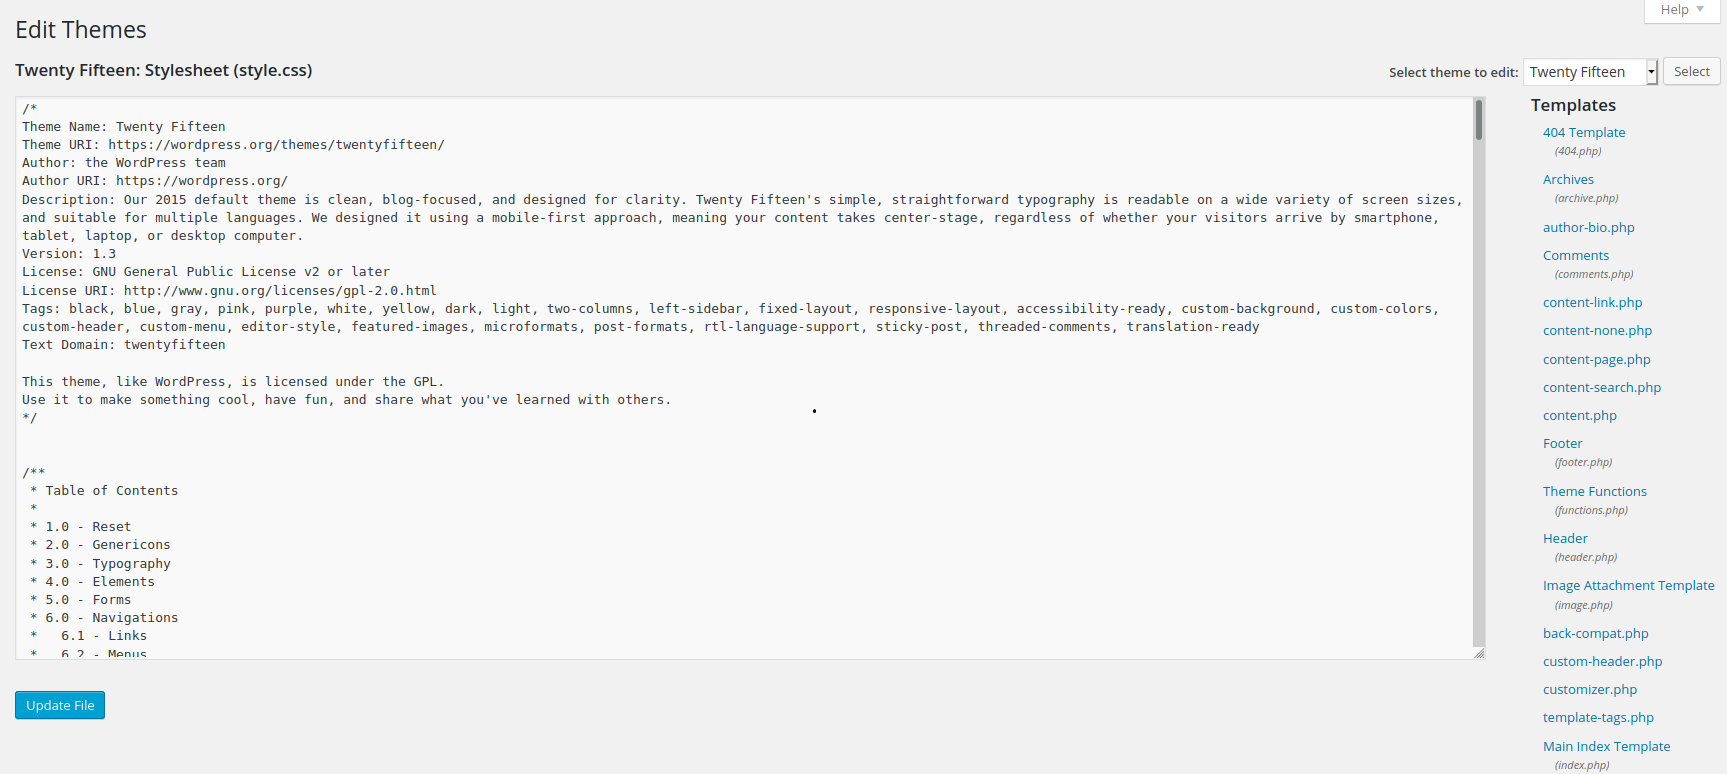 Help
Edit Themes
Twenty Fifteen: Stylesheet (style.css)
Select theme to edit: Twenty Fifteen Select
/*
Theme Name: Twenty Fifteen
Theme URI: https://wordpress.org/themes/twentyfifteen/
Author: the WordPress team
Author URI: https://wordpress.org/
Description: Our 2015 default theme is clean, blog-focused, and designed for clarity. Twenty Fifteen's simple, straightforward typography is readable on a wide variety of screen sizes,
and suitable for multiple languages. We designed it using a mobile-first approach, meaning your content takes center-stage, regardless of whether your visitors arrive by smartphone,
tablet, laptop, or desktop computer.
Version: 1.3
License: GNU General Public License v2 or later
License URI: http://www.gnu.org/licenses/gpl-2.0.html
Tags: black, blue, gray, pink, purple, white, yellow, dark, light, two-columns, left-sidebar, fixed-layout, responsive-layout, accessibility-ready, custom-background, custom-colors,
custom-header, custom-menu, editor-style, featured-images, microformats, post-formats, rtl-language-support, sticky-post, threaded-comments, translation-ready
Text Domain: twentyfifteen
This theme, like WordPress, is licensed under the GPL.
Use it to make something cool, have fun, and share what you've learned with others.
*/
/**
* Table of Contents
*
* 1.0 - Reset
* 2.0 - Genericons
* 3.0 - Typography
* 4.0 - Elements
* 5.0 - Forms
* 6.0 - Navigations
* 6.1 - Links
* 6.2 - Menus
Update File
Templates
404 Template
(404.php)
Archives
(archive.php)
author-bio.php
Comments
(comments.php)
content-link.php
content-none.php
content-page.php
content-search.php
content.php
Footer
(footer.php)
Theme Functions
(functions.php)
Header
(header.php)
Image Attachment Template
(image.php)
back-compat.php
custom-header.php
customizer.php
template-tags.php
Main Index Template
(index.php)